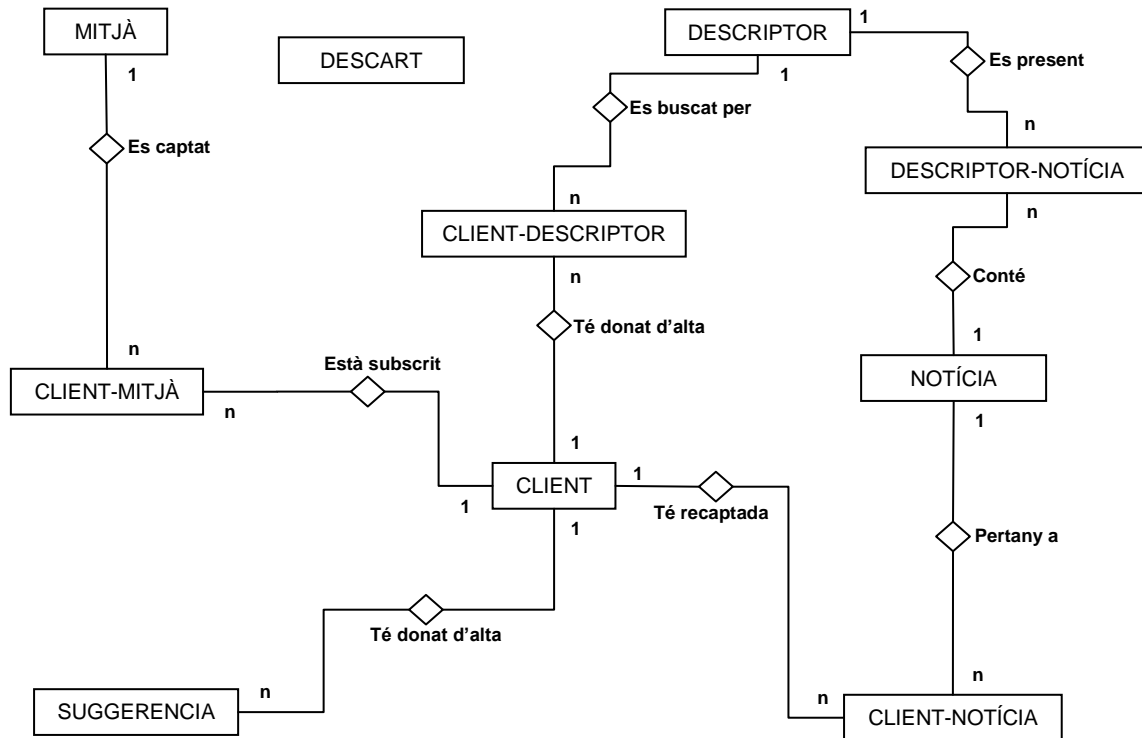 MITJÀ
1
DESCART
DESCRIPTOR
1
1
Es present
Es buscat per
Es captat
n
DESCRIPTOR-NOTÍCIA
n
n
CLIENT-DESCRIPTOR
n
Conté
Té donat d’alta
1
NOTÍCIA
1
n
Està subscrit
CLIENT-MITJÀ
n
1
CLIENT
1
1
1
Té recaptada
Pertany a
Té donat d’alta
n
SUGGERENCIA
n
n
CLIENT-NOTÍCIA